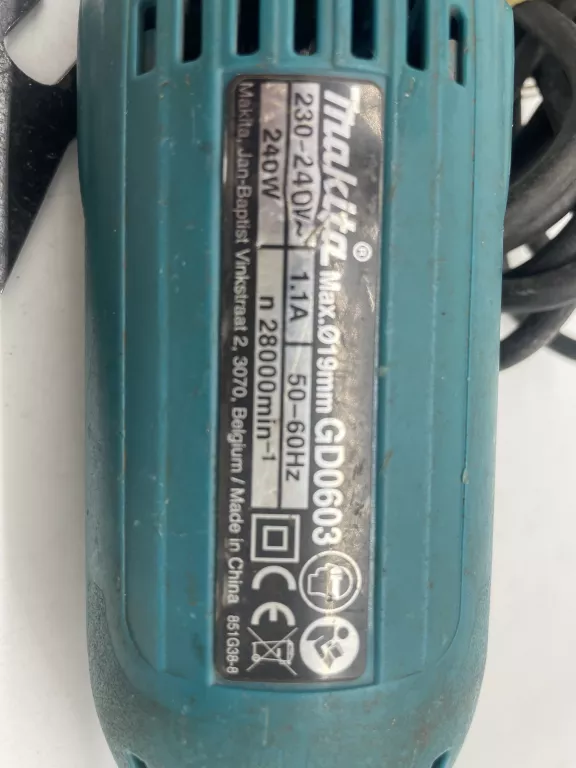 makita® Max.Ø19mm GD0603
230-240V~ 1.1A 50-60Hz
240W n 28000min⁻¹
Makita, Jan-Baptist Vinkstraat 2, 3070, Belgium / Made in China 851G38-8
CE